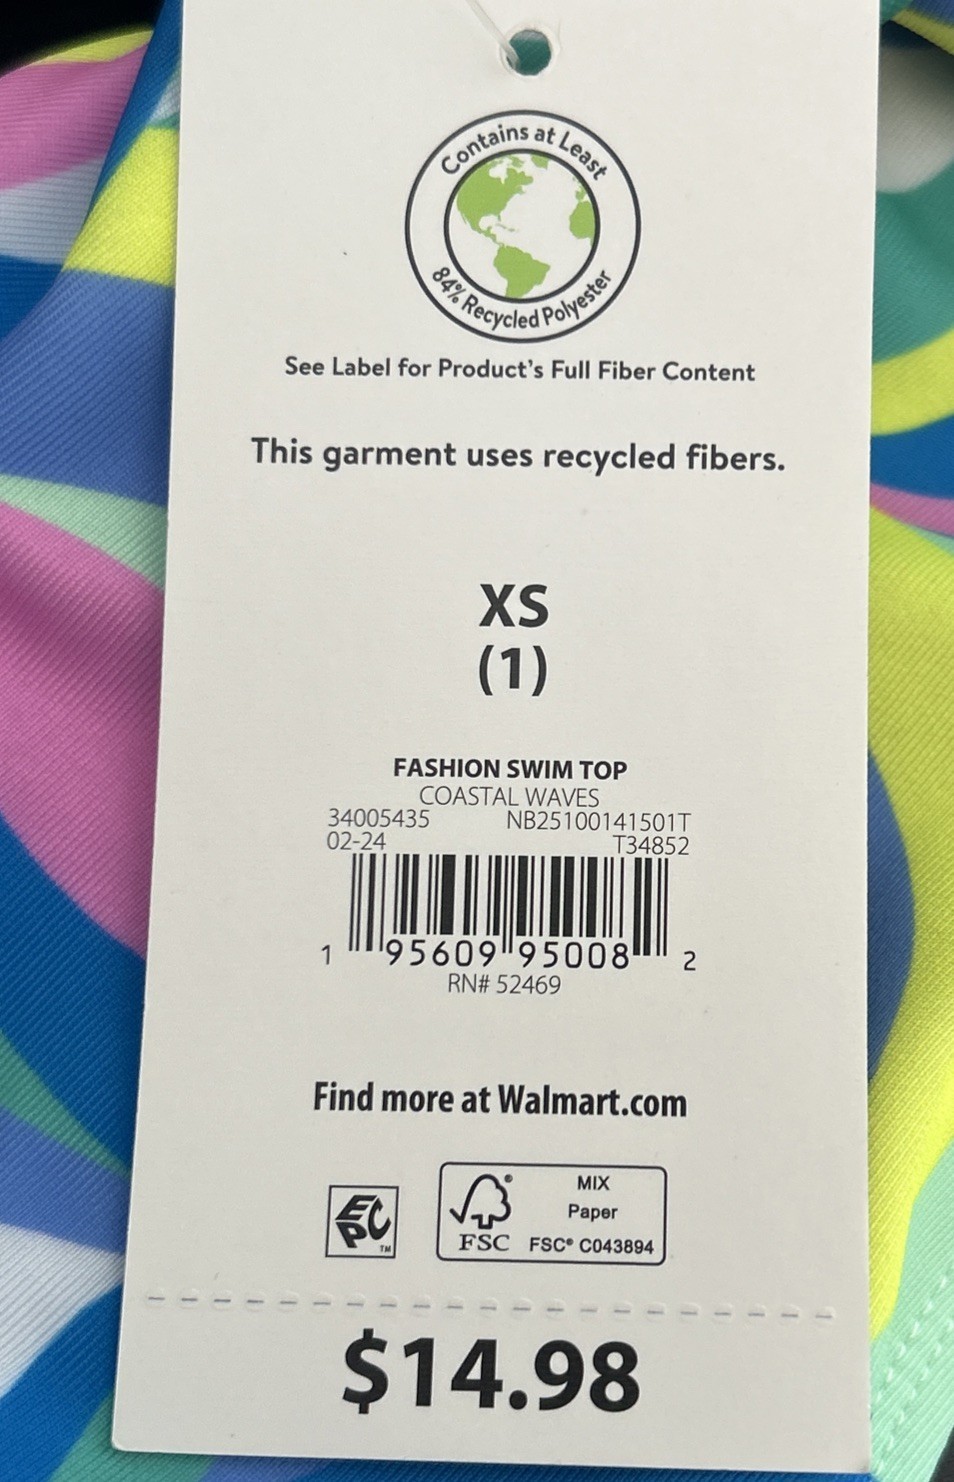 Contains at Least
84% Recycled Polyester
See Label for Product's Full Fiber Content
This garment uses recycled fibers.
XS
(1)
FASHION SWIM TOP
COASTAL WAVES
34005435 NB25100141501T
02-24 T34852
1 95609 95008 2
RN# 52469
Find more at Walmart.com
EPC ™
MIX
Paper
FSC® C043894
® FSC
$14.98